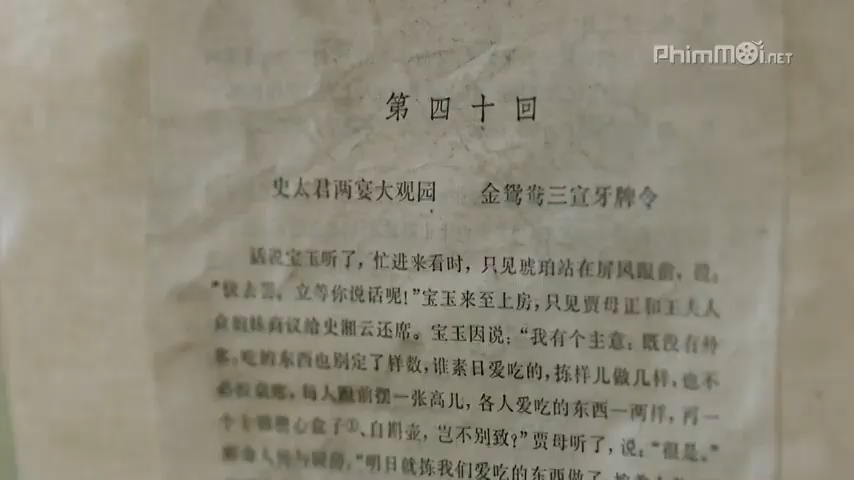 PhimMoi.NET
第四十回
史太君两宴大观园 金鸳鸯三宣牙牌令
话说宝玉听了，忙进来看时，只见琥珀站在屏风跟前，说：
“快去罢，立等你说话呢！”宝玉来至上房，只见贾母正和王夫人
众姐妹商议给史湘云还席。宝玉因说：“我有个主意：既没有外
客，吃的东西也别定了样数，谁素日爱吃的，拣样儿做几样。也不
必按桌席，每人跟前摆一张高儿，各人爱吃的东西一两样，再一
个十锦攒心盒子①、自斟壶，岂不别致？”贾母听了，说：“很是。”
“明日就拣我们爱吃的东西做了